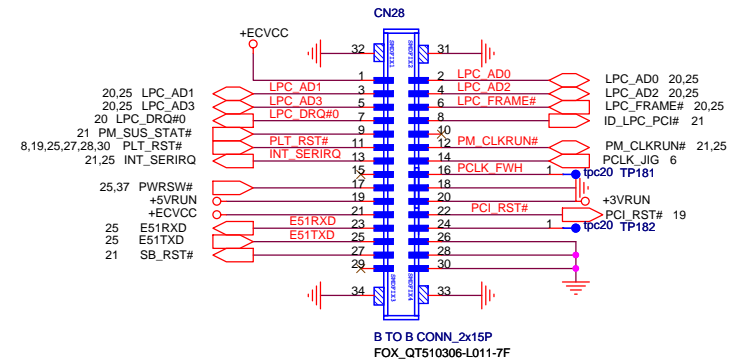 CN28
+ECVCC
32 SMDFIX1 SMDFIX2 31
1 2 LPC_AD0 LPC_AD0 20,25
20,25 LPC_AD1 LPC_AD1 3 4 LPC_AD2 LPC_AD2 20,25
20,25 LPC_AD3 LPC_AD3 5 6 LPC_FRAME# LPC_FRAME# 20,25
20 LPC_DRQ#0 LPC_DRQ#0 7 8 ID_LPC_PCI# 21
21 PM_SUS_STAT# 9 10
8,19,25,27,28,30 PLT_RST# PLT_RST# 11 12 PM_CLKRUN# PM_CLKRUN# 21,25
21,25 INT_SERIRQ INT_SERIRQ 13 14 PCLK_JIG 6
15 16 PCLK_FWH 1 tpc20 TP181
25,37 PWRSW# 17 18
+5VRUN 19 20 +3VRUN
+ECVCC 21 22 PCI_RST# PCI_RST# 19
25 E51RXD E51RXD 23 24 1 tpc20 TP182
25 E51TXD E51TXD 25 26
21 SB_RST# 27 28
29 30
34 SMDFIX3 SMDFIX4 33
B TO B CONN_2x15P
FOX_QT510306-L011-7F